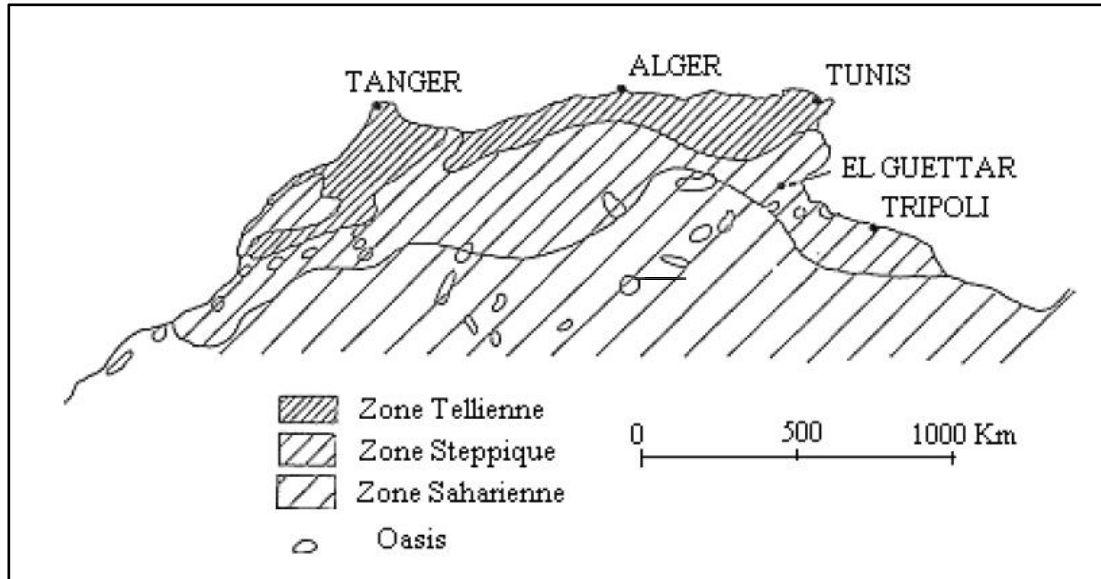 TANGER
ALGER
TUNIS
EL GUETTAR
TRIPOLI
Zone Tellienne
Zone Steppique
Zone Saharienne
Oasis
0 500 1000 Km